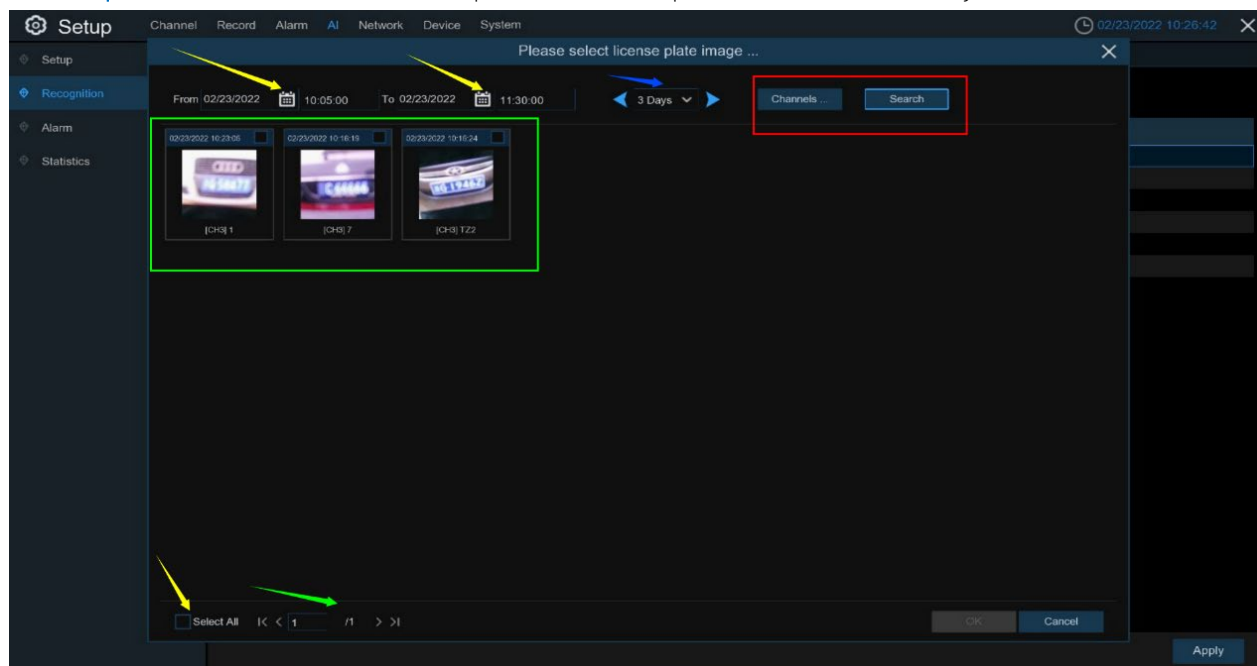 Setup Channel Record Alarm AI Network Device System 02/23/2022 10:26:42
Please select license plate image ...
Setup
Recognition
Alarm
Statistics
From 02/23/2022 10:05:00 To 02/23/2022 11:30:00 3 Days Channels ... Search
02/23/2022 10:23:05 02/23/2022 10:16:19 02/23/2022 10:15:24
[CH3] 1 [CH3] 7 [CH3] TZ2
Select All 1 /1 OK Cancel
Apply